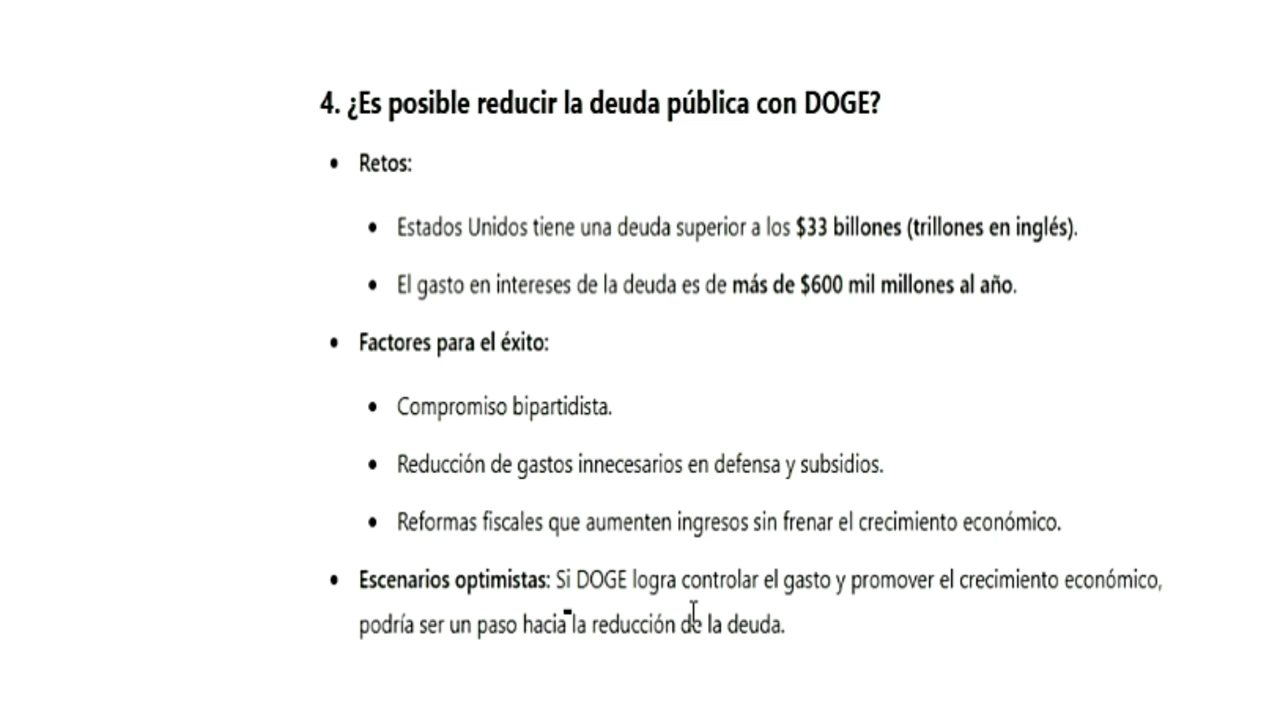 4. ¿Es posible reducir la deuda pública con DOGE?
• Retos:
• Estados Unidos tiene una deuda superior a los $33 billones (trillones en inglés).
• El gasto en intereses de la deuda es de más de $600 mil millones al año.
• Factores para el éxito:
• Compromiso bipartidista.
• Reducción de gastos innecesarios en defensa y subsidios.
• Reformas fiscales que aumenten ingresos sin frenar el crecimiento económico.
• Escenarios optimistas: Si DOGE logra controlar el gasto y promover el crecimiento económico,
podría ser un paso hacia la reducción de la deuda.